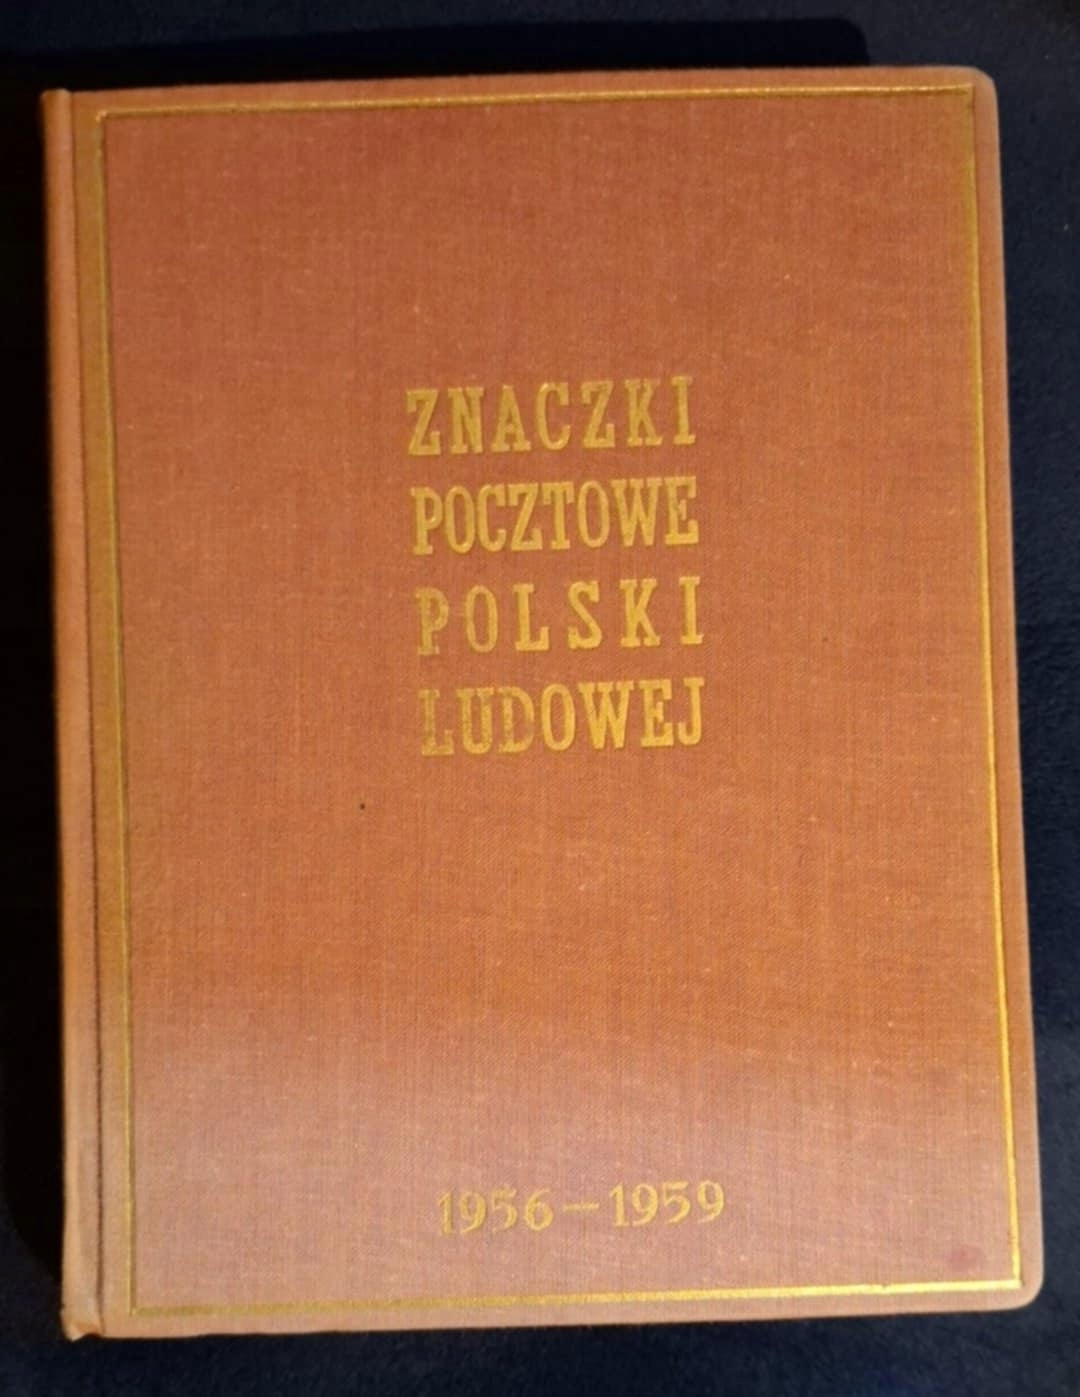 ZNACZKI
POCZTOWE
POLSKI
LUDOWEJ
1956-1959